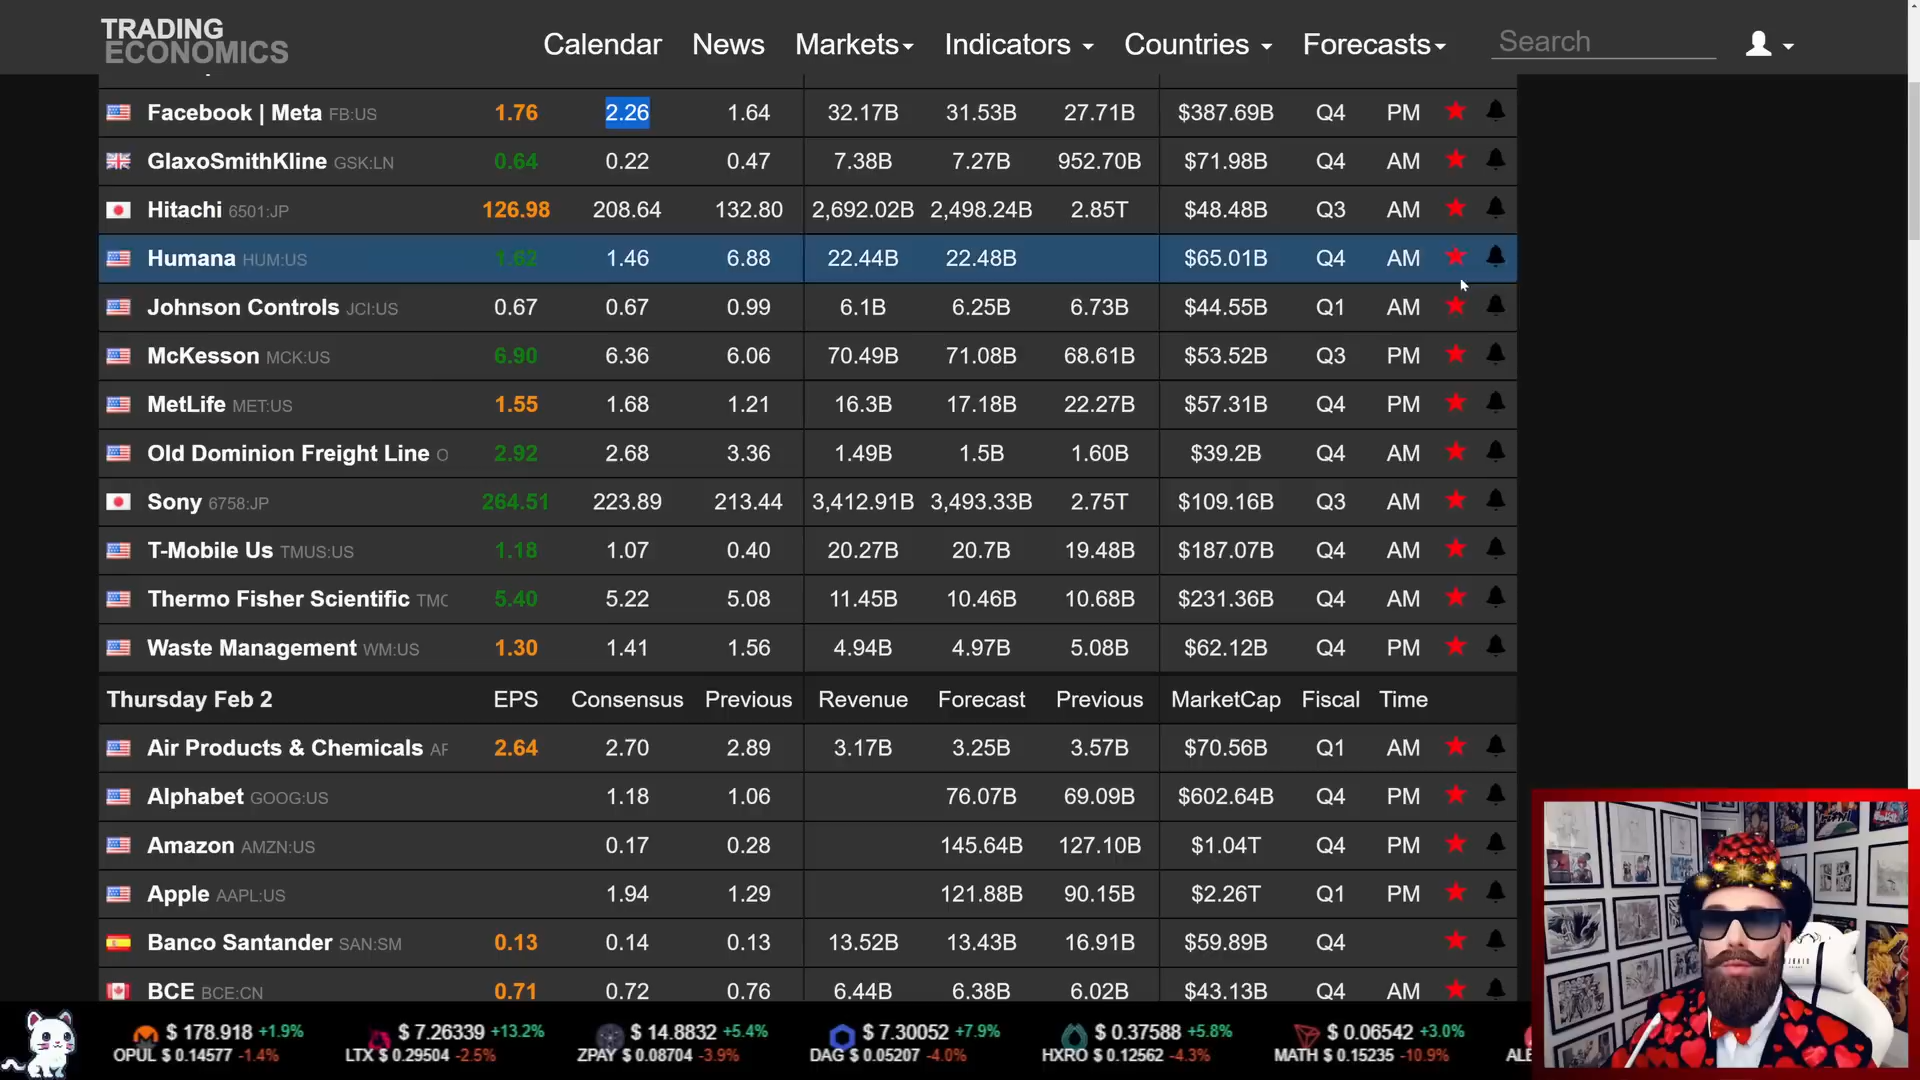 TRADING
ECONOMICS
Calendar News Markets Indicators Countries Forecasts Search
Facebook | Meta FB:US 1.76 2.26 1.64 32.17B 31.53B 27.71B $387.69B Q4 PM
GlaxoSmithKline GSK:LN 0.64 0.22 0.47 7.38B 7.27B 952.70B $71.98B Q4 AM
Hitachi 6501:JP 126.98 208.64 132.80 2,692.02B 2,498.24B 2.85T $48.48B Q3 AM
Humana HUM:US 1.62 1.46 6.88 22.44B 22.48B $65.01B Q4 AM
Johnson Controls JCI:US 0.67 0.67 0.99 6.1B 6.25B 6.73B $44.55B Q1 AM
McKesson MCK:US 6.90 6.36 6.06 70.49B 71.08B 68.61B $53.52B Q3 PM
MetLife MET:US 1.55 1.68 1.21 16.3B 17.18B 22.27B $57.31B Q4 PM
Old Dominion Freight Line O 2.92 2.68 3.36 1.49B 1.5B 1.60B $39.2B Q4 AM
Sony 6758:JP 264.51 223.89 213.44 3,412.91B 3,493.33B 2.75T $109.16B Q3 AM
T-Mobile Us TMUS:US 1.18 1.07 0.40 20.27B 20.7B 19.48B $187.07B Q4 AM
Thermo Fisher Scientific TMO 5.40 5.22 5.08 11.45B 10.46B 10.68B $231.36B Q4 AM
Waste Management WM:US 1.30 1.41 1.56 4.94B 4.97B 5.08B $62.12B Q4 PM
Thursday Feb 2 EPS Consensus Previous Revenue Forecast Previous MarketCap Fiscal Time
Air Products & Chemicals AP 2.64 2.70 2.89 3.17B 3.25B 3.57B $70.56B Q1 AM
Alphabet GOOG:US 1.18 1.06 76.07B 69.09B $602.64B Q4 PM
Amazon AMZN:US 0.17 0.28 145.64B 127.10B $1.04T Q4 PM
Apple AAPL:US 1.94 1.29 121.88B 90.15B $2.26T Q1 PM
Banco Santander SAN:SM 0.13 0.14 0.13 13.52B 13.43B 16.91B $59.89B Q4
BCE BCE:CN 0.71 0.72 0.76 6.44B 6.38B 6.02B $43.13B Q4 AM
$ 178.918 +1.9% $ 7.26339 +13.2% $ 14.8832 +5.4% $ 7.30052 +7.9% $ 0.37588 +5.8% $ 0.06542 +3.0%
OPUL $ 0.14577 -1.4% LTX $ 0.29504 -2.5% ZPAY $ 0.08704 -3.9% DAG $ 0.05207 -4.0% HXRO $ 0.12562 -4.3% MATH $ 0.15235 -10.9% ALE